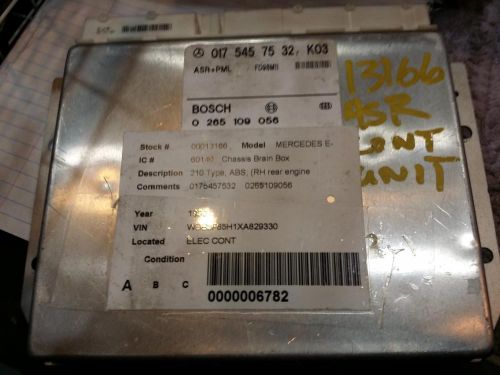 017 545 75 32, K03
ASR+PML FD98M11
BOSCH
0 265 109 056
13166
ASR
CONT
UNIT
Stock # 00013166, Model MERCEDES E-
IC # Chassis Brain Box
Description 210 Type, ABS, (RH rear engine
Comments 0175457532 0265109056
Year
VIN
Located ELEC CONT
Condition
A B C
0000006782